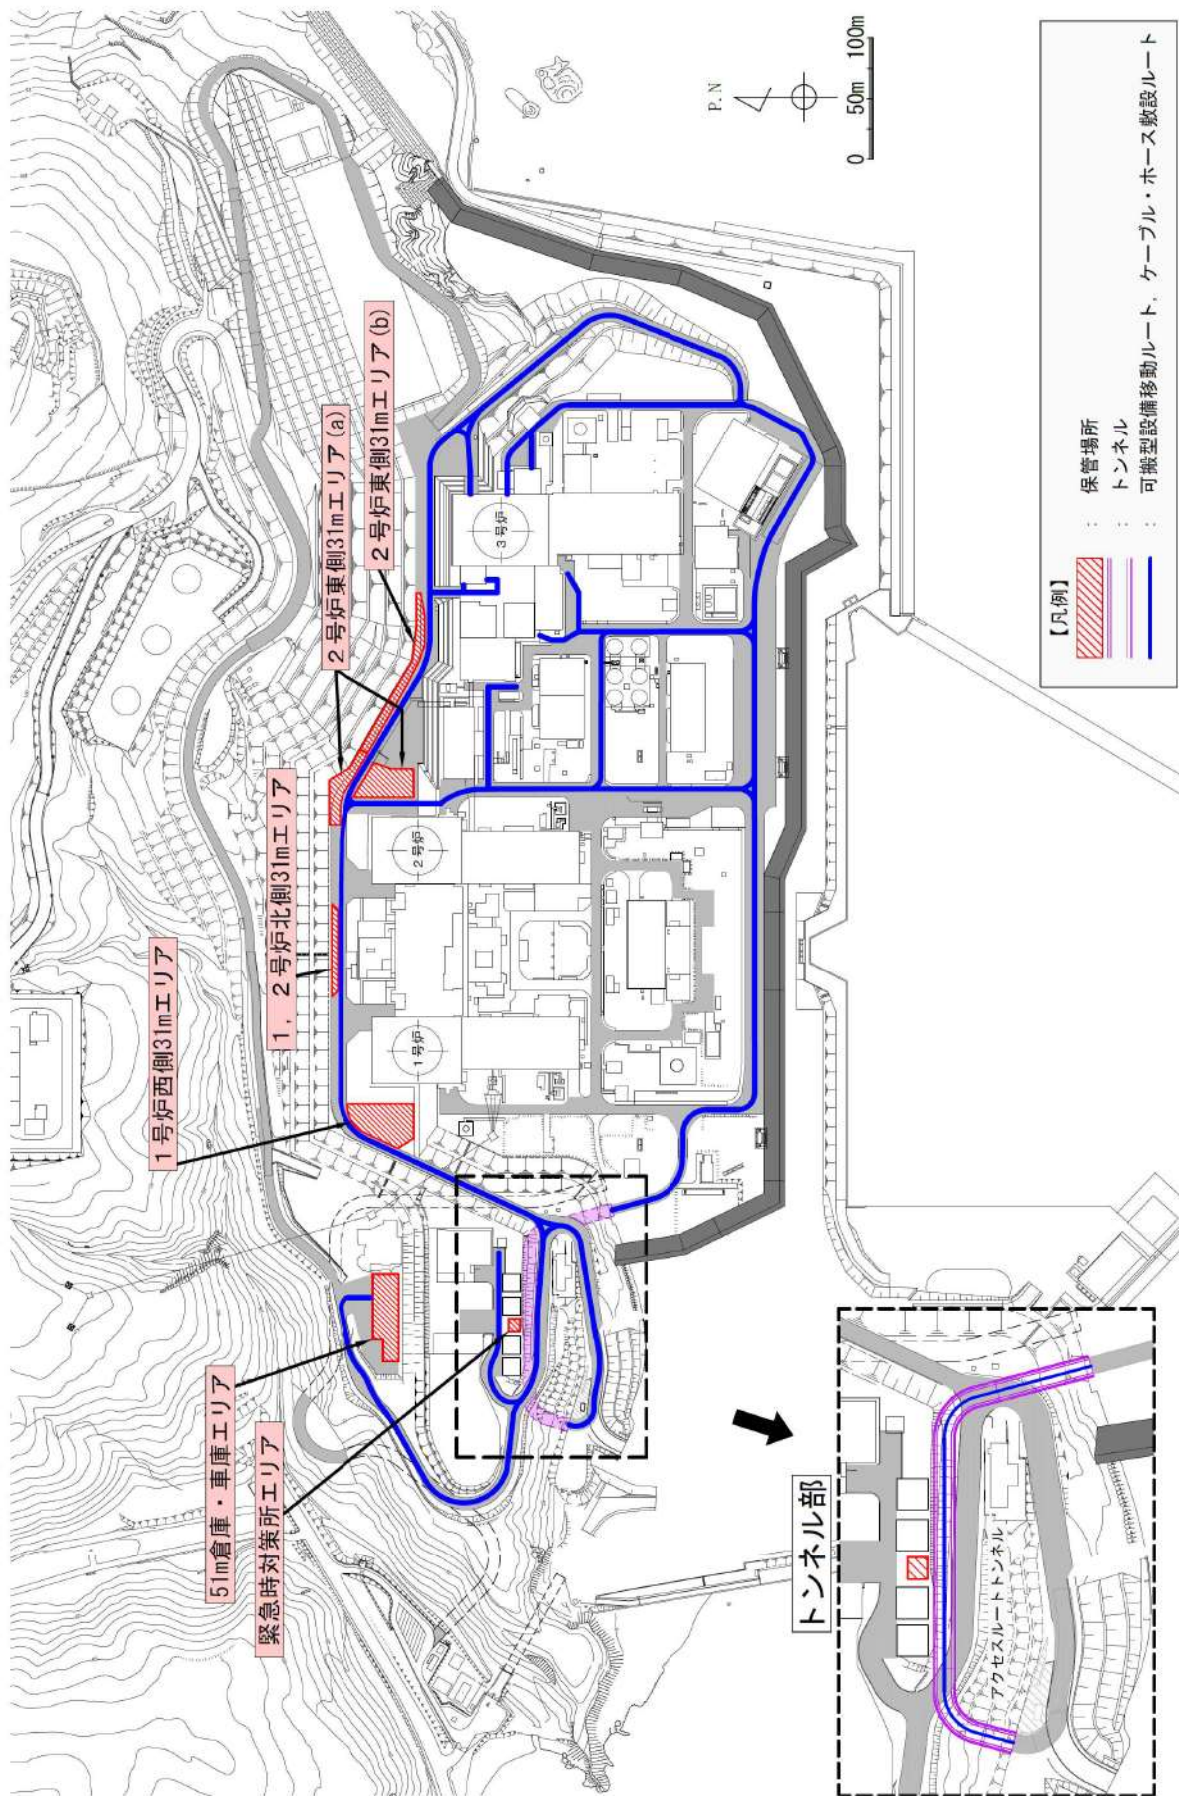 51m倉庫・車庫エリア
緊急時対策所エリア
1号炉西側31mエリア
1,2号炉北側31mエリア
2号炉東側31mエリア(a)
2号炉東側31mエリア(b)
1号炉
2号炉
3号炉
P.N
0 50m 100m
トンネル部
アクセスルートトンネル
【凡例】
: 保管場所
: トンネル
: 可搬型設備移動ルート, ケーブル・ホース敷設ルート